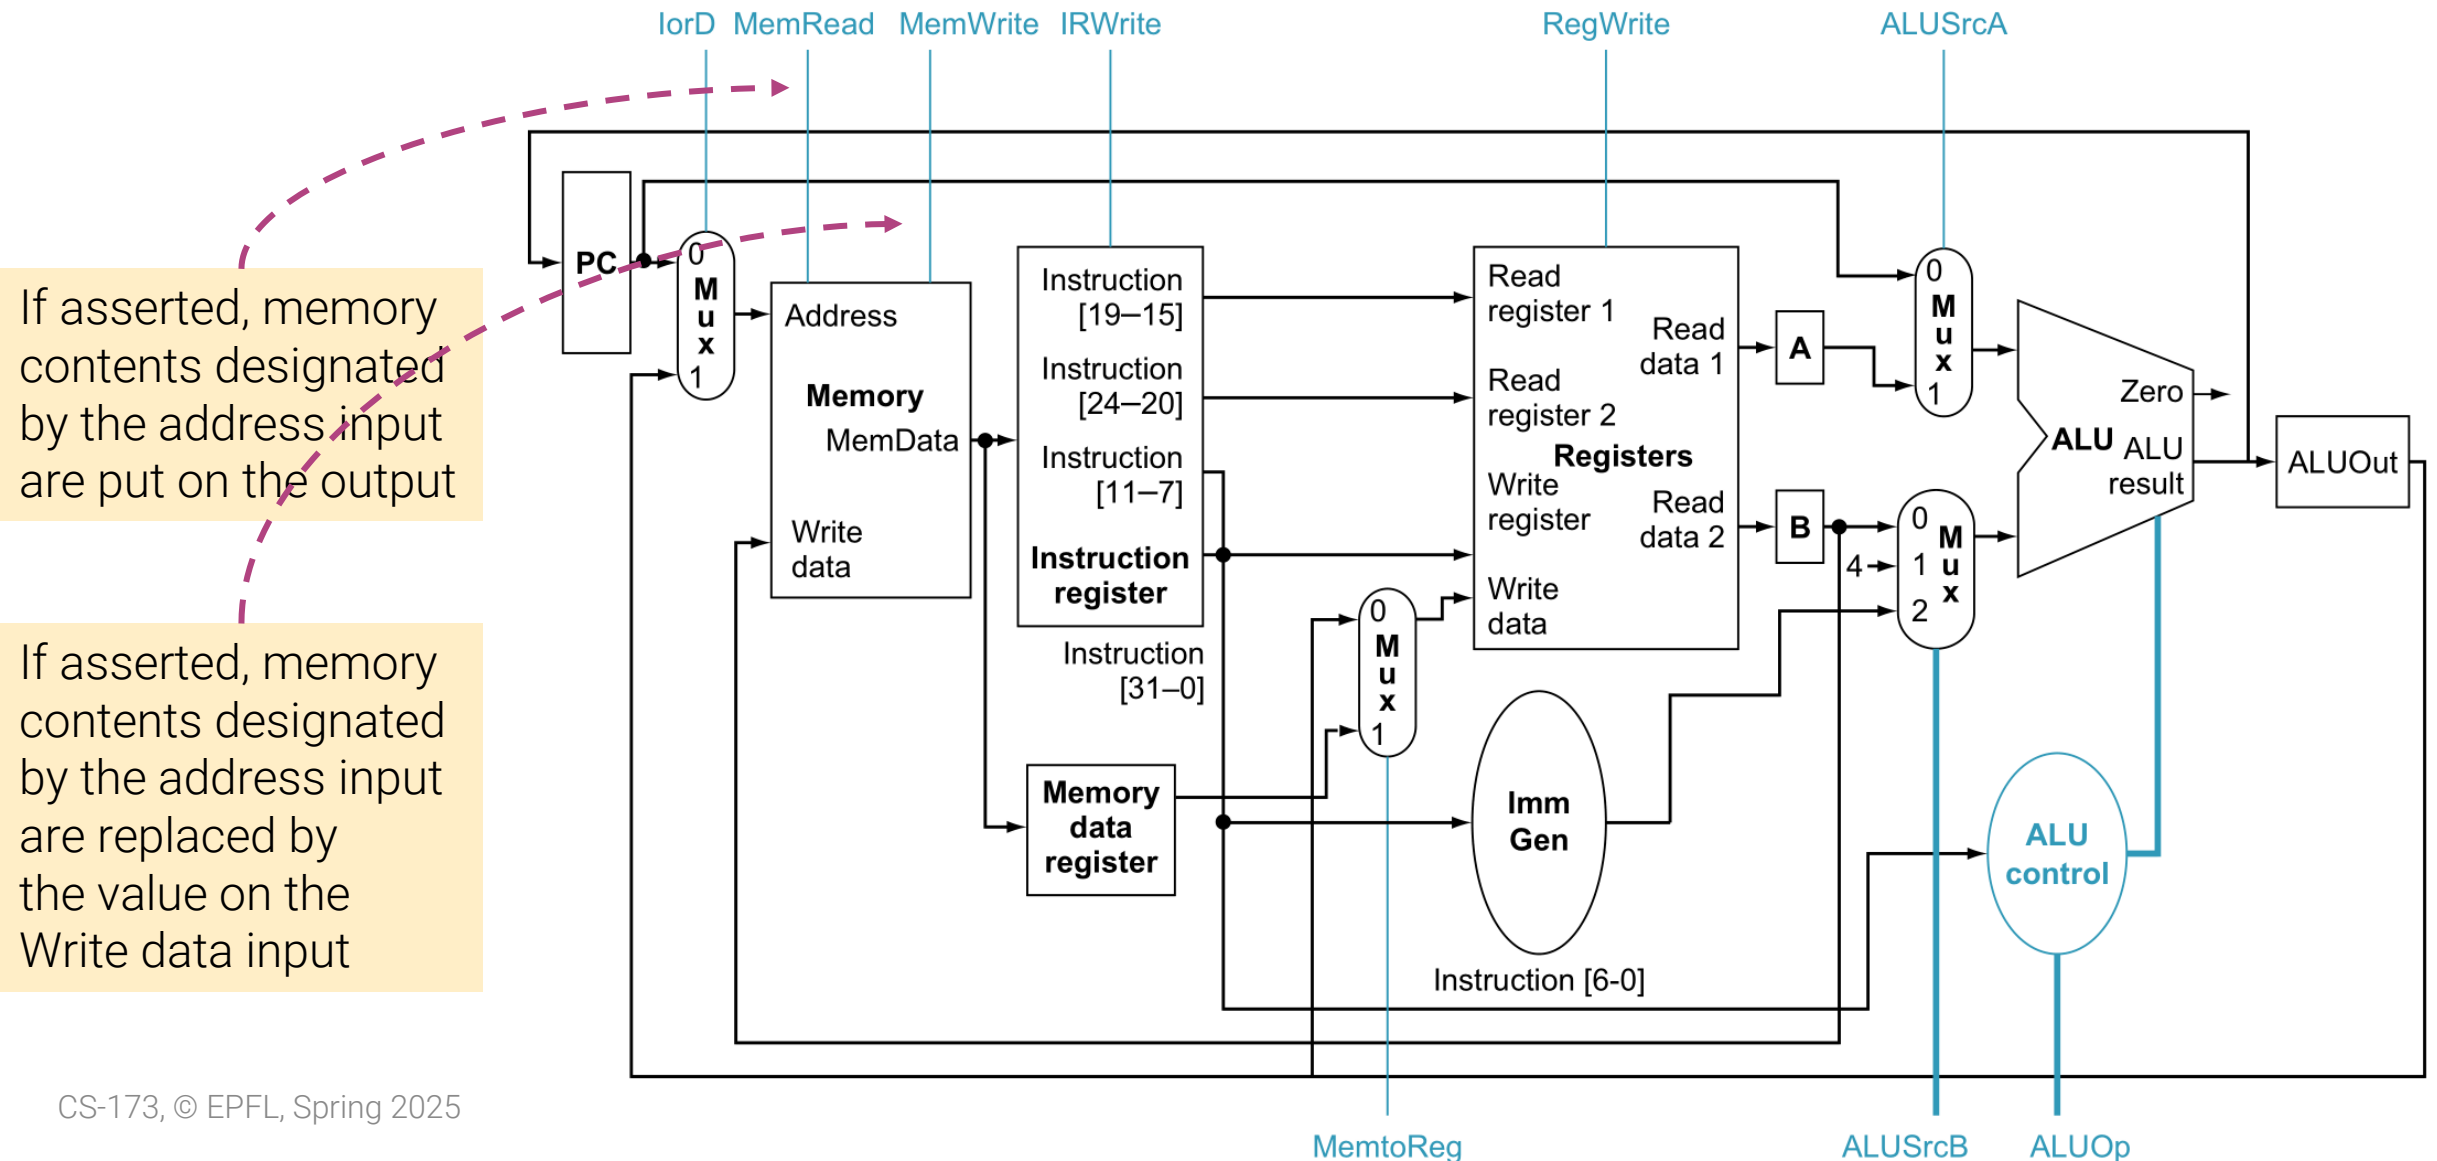 IorD MemRead MemWrite IRWrite RegWrite ALUSrcA
If asserted, memory
contents designated
by the address input
are put on the output
If asserted, memory
contents designated
by the address input
are replaced by
the value on the
Write data input
PC
0
M
u
x
1
Address
Memory
MemData
Write
data
Instruction
[19–15]
Instruction
[24–20]
Instruction
[11–7]
Instruction
register
Instruction
[31–0]
Memory
data
register
0
M
u
x
1
Read
register 1
Read
register 2
Registers
Write
register
Write
data
Read
data 1
Read
data 2
Imm
Gen
Instruction [6-0]
A
B
4
0
M
u
x
1
0
1
2
M
u
x
Zero
ALU
ALU
result
ALUOut
ALU
control
MemtoReg ALUSrcB ALUOp
CS-173, © EPFL, Spring 2025